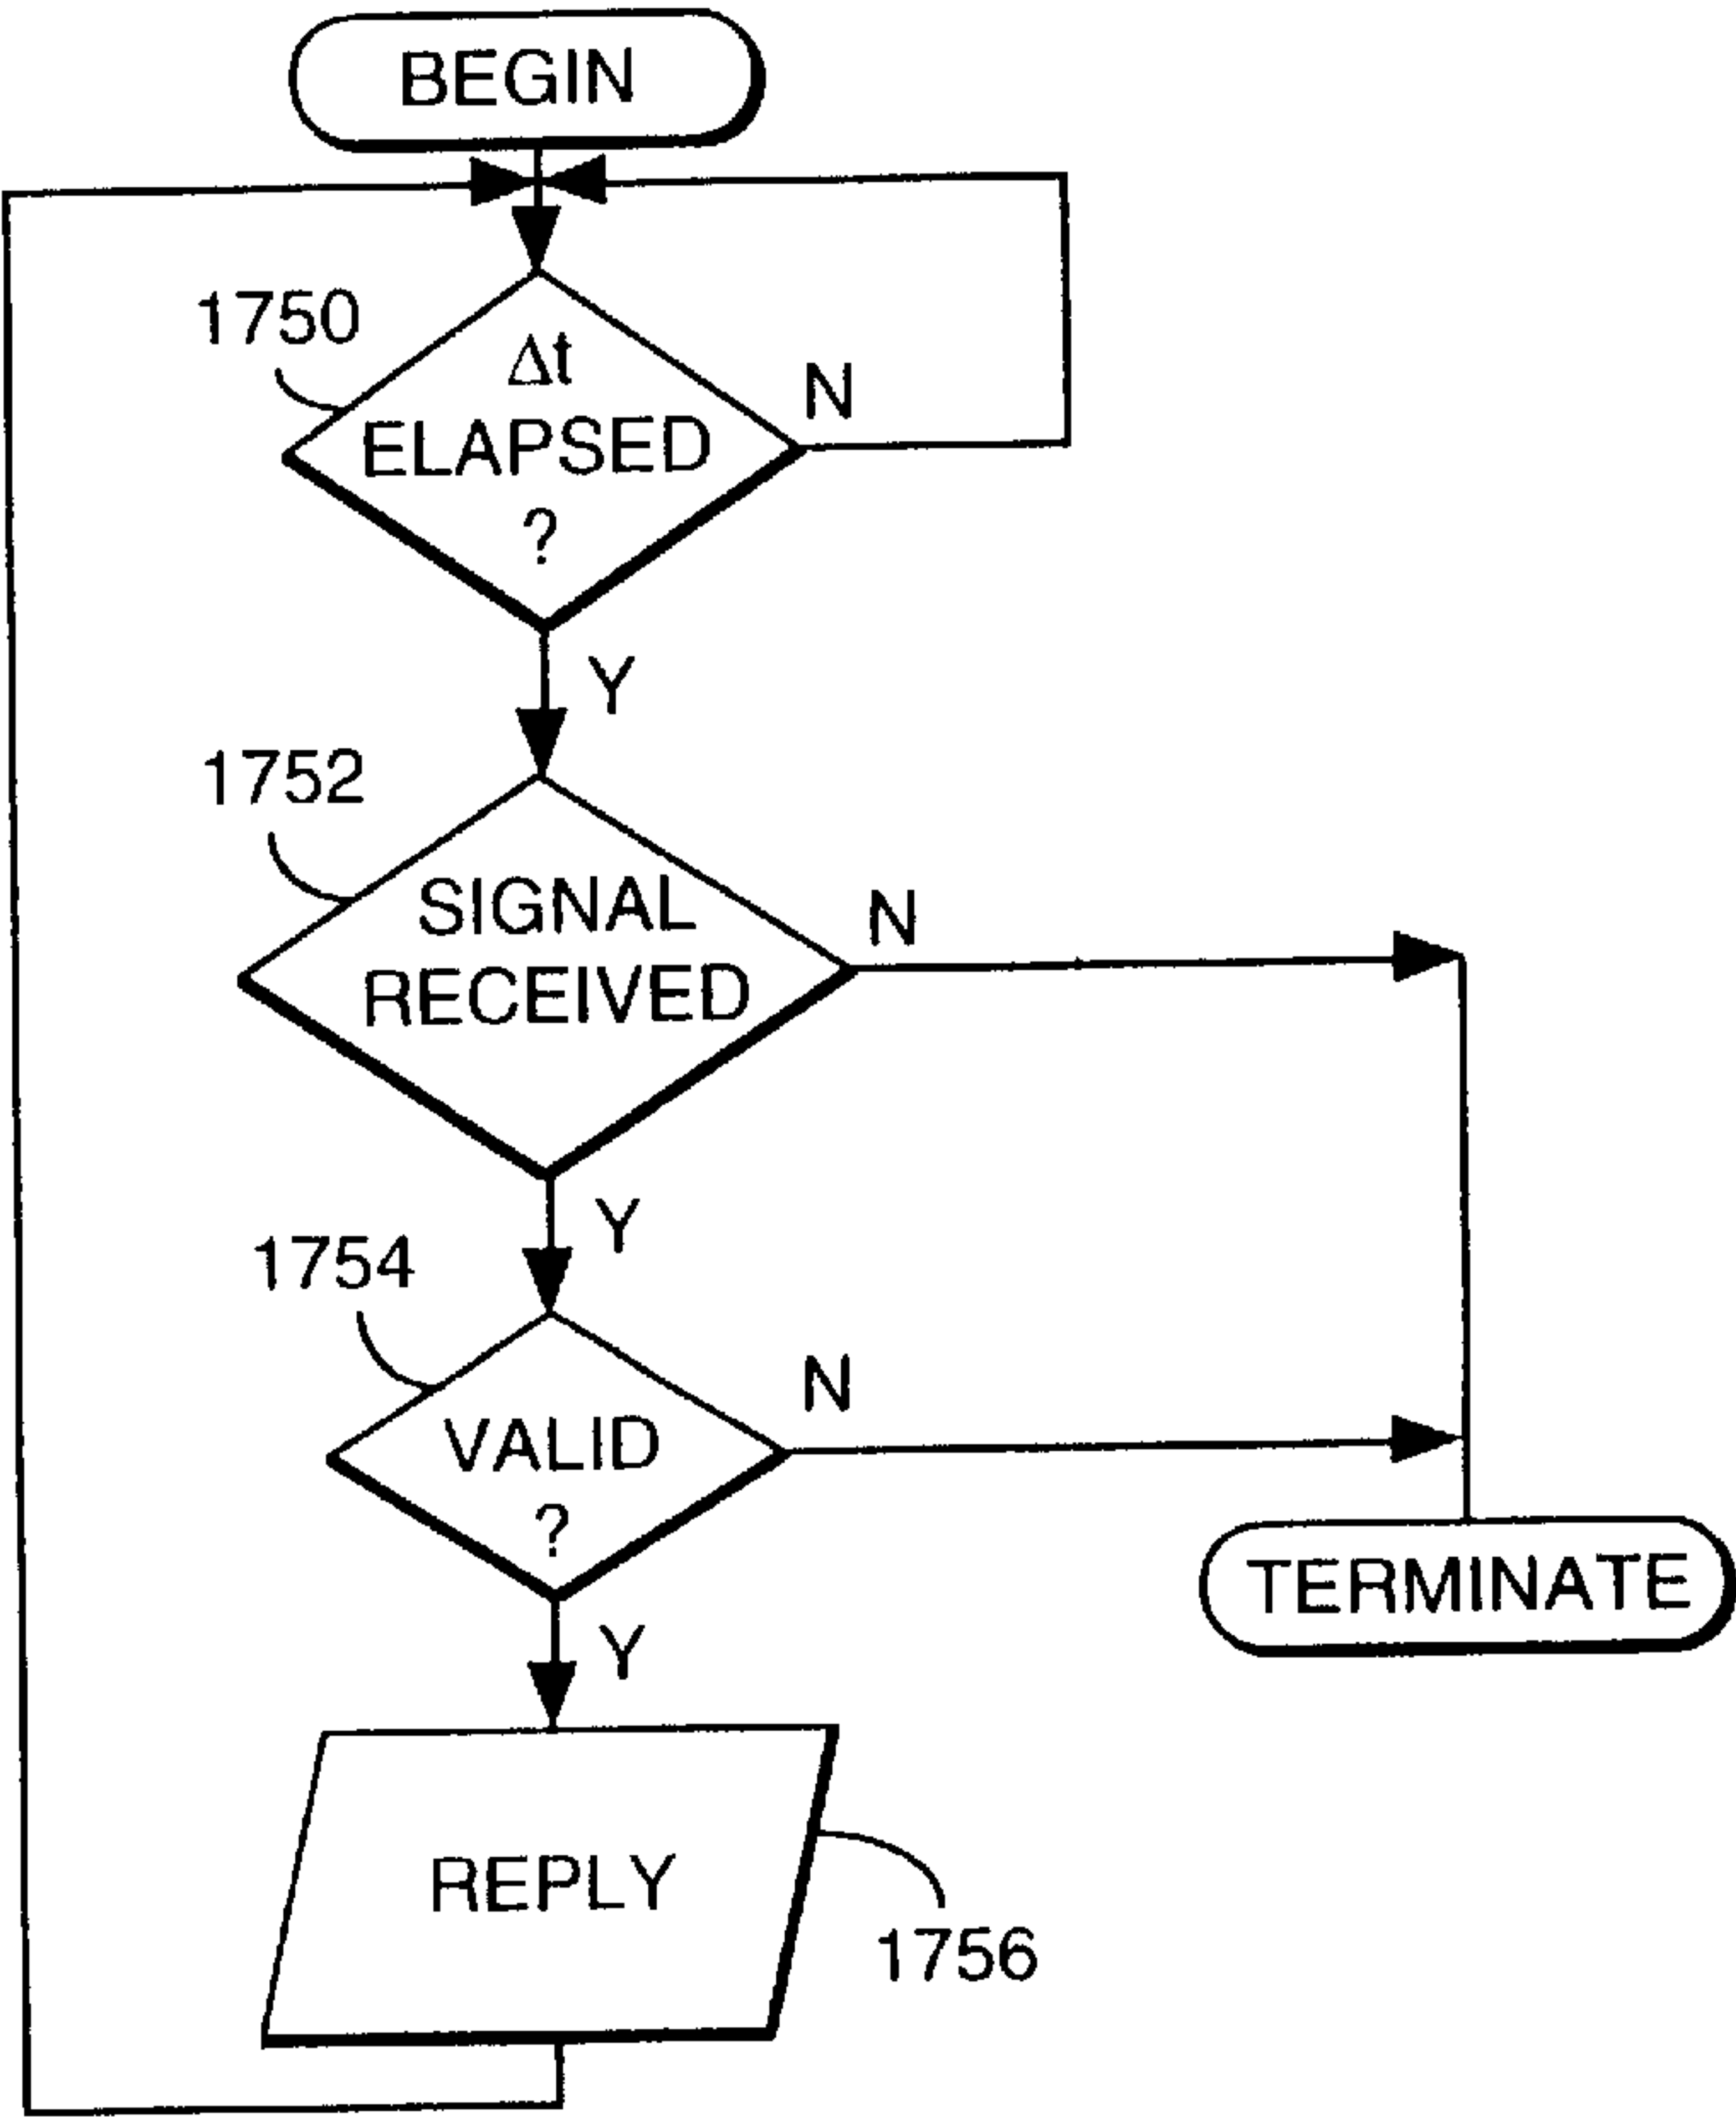 BEGIN
1750
Δt
ELAPSED
?
N
Y
1752
SIGNAL
RECEIVED
N
Y
1754
VALID
?
N
TERMINATE
Y
REPLY
1756